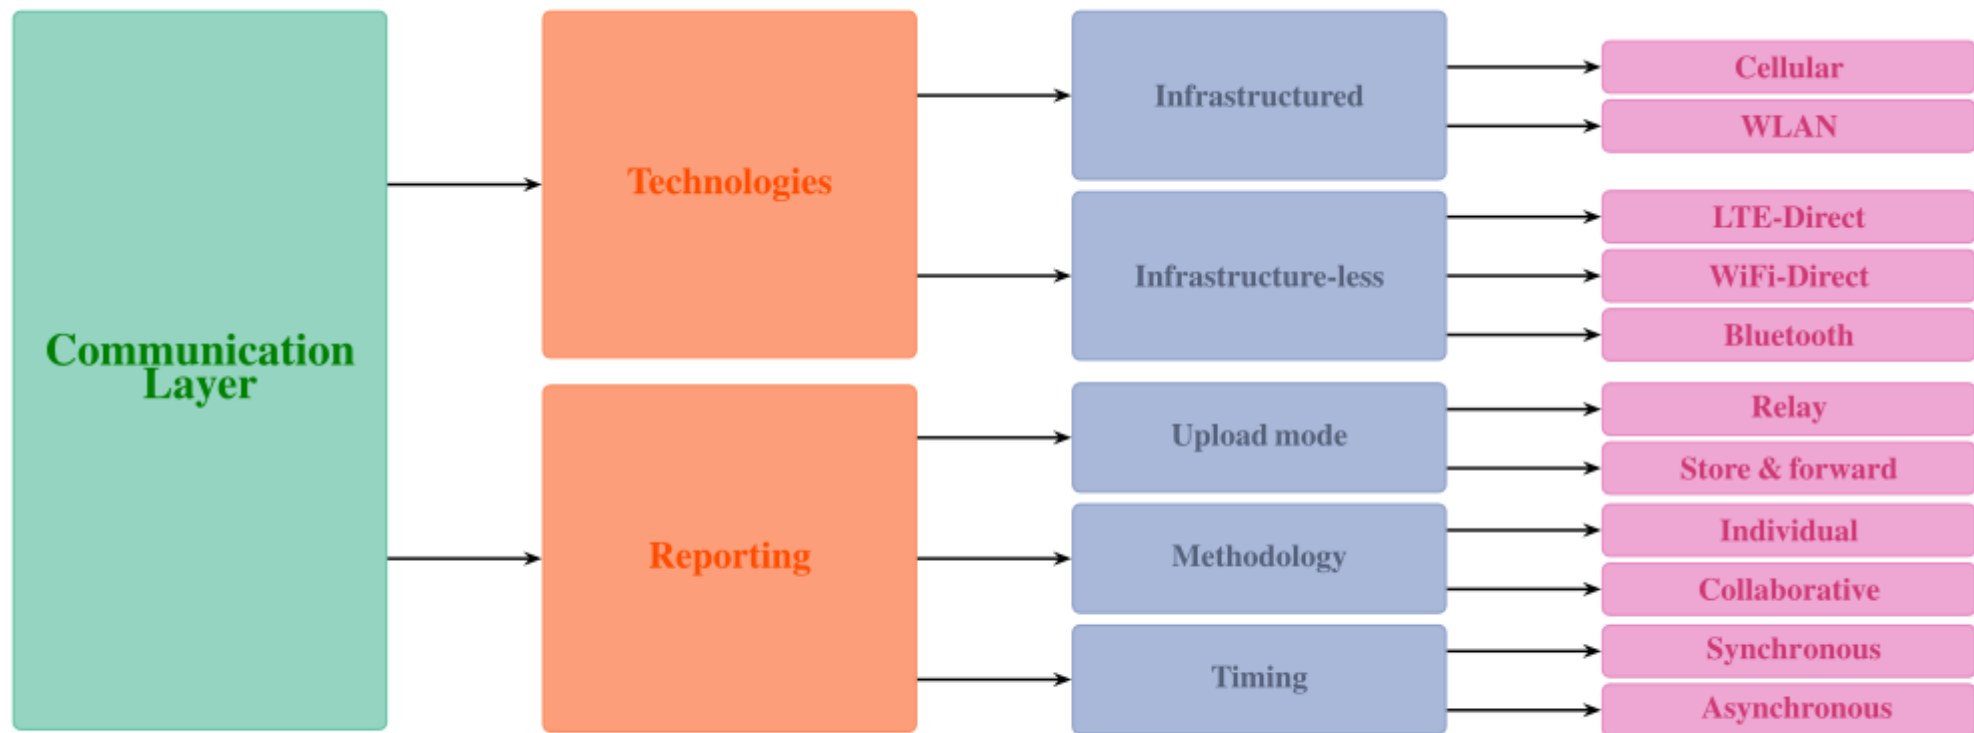 Communication
Layer
Technologies
Reporting
Infrastructured
Infrastructure-less
Upload mode
Methodology
Timing
Cellular
WLAN
LTE-Direct
WiFi-Direct
Bluetooth
Relay
Store & forward
Individual
Collaborative
Synchronous
Asynchronous